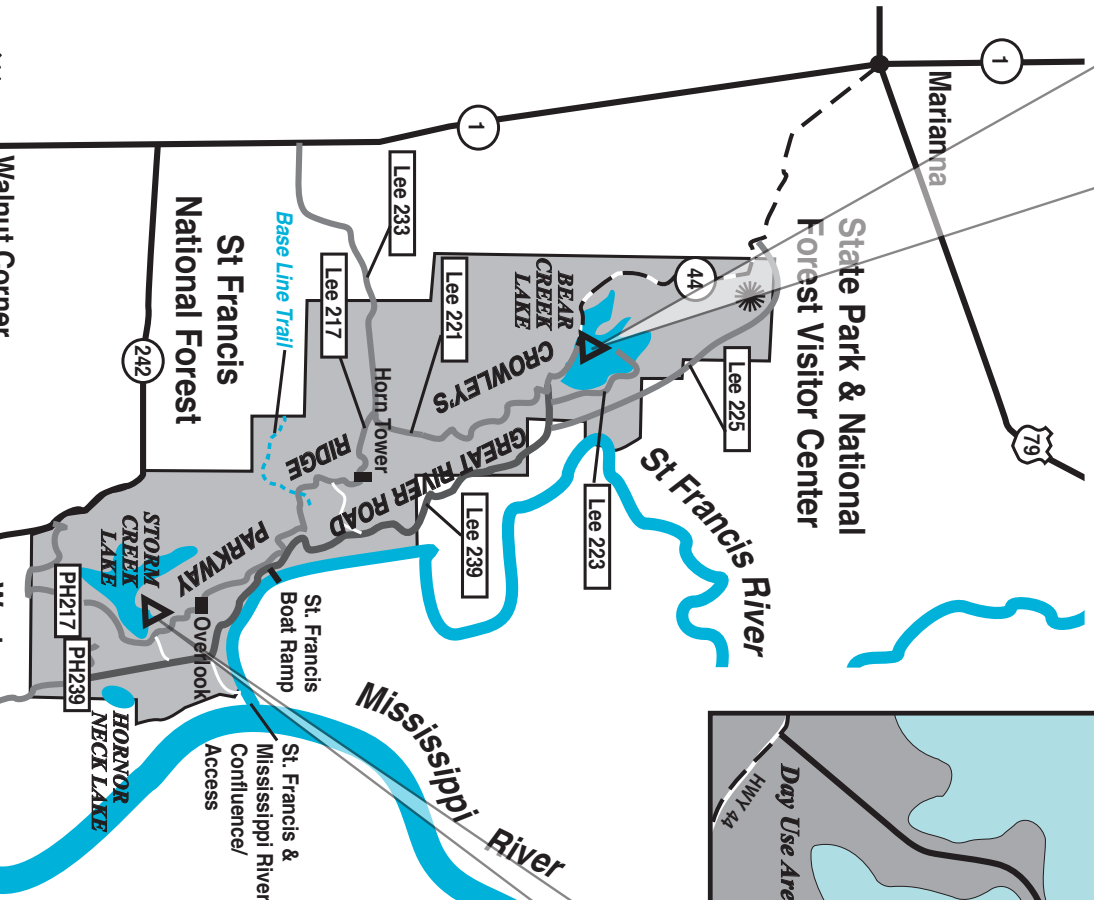 1
Marianna
79
State Park & National
Forest Visitor Center
44
Lee 225
BEAR
CREEK
LAKE
Lee 233
Lee 221
Lee 217
CROWLEY'S
RIDGE
PARKWAY
GREAT RIVER ROAD
Horn Tower
Lee 223
Lee 239
St Francis River
1
Base Line Trail
St Francis
National Forest
242
Walnut Corner
STORM
CREEK
LAKE
PH217
PH239
Overlook
St. Francis
Boat Ramp
HORNOR
NECK LAKE
St. Francis &
Mississippi River
Confluence/
Access
Mississippi River
HWY 44
Day Use Are